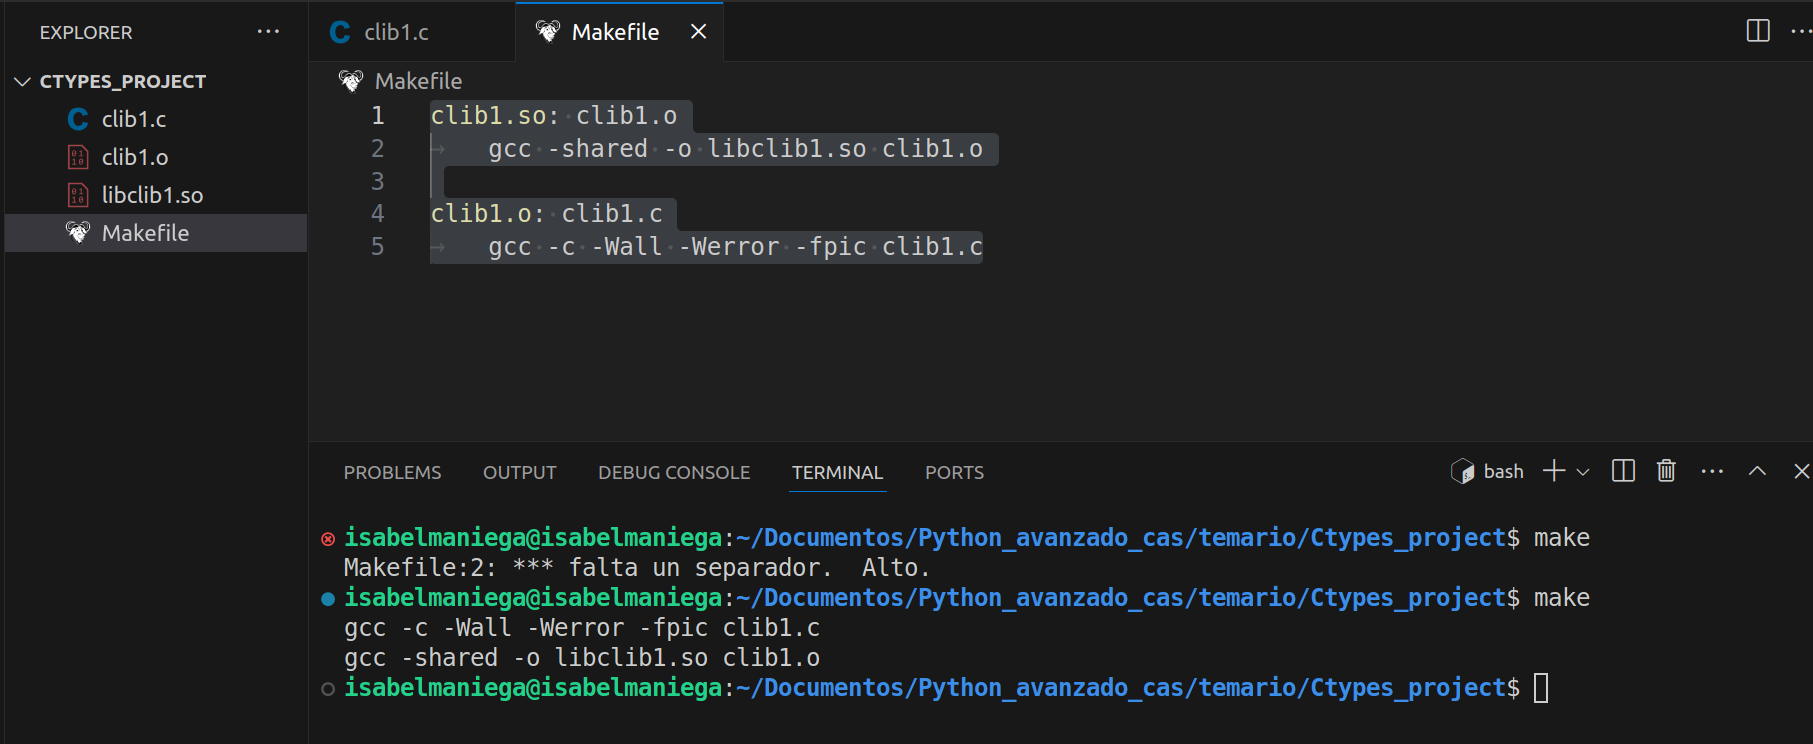 EXPLORER
CTYPES_PROJECT
clib1.c
clib1.o
libclib1.so
Makefile
clib1.c
Makefile
Makefile
1 clib1.so: clib1.o
2 gcc -shared -o libclib1.so clib1.o
3
4 clib1.o: clib1.c
5 gcc -c -Wall -Werror -fpic clib1.c
PROBLEMS OUTPUT DEBUG CONSOLE TERMINAL PORTS
bash
isabelmaniega@isabelmaniega:~/Documentos/Python_avanzado_cas/temario/Ctypes_project$ make
Makefile:2: *** falta un separador.  Alto.
isabelmaniega@isabelmaniega:~/Documentos/Python_avanzado_cas/temario/Ctypes_project$ make
gcc -c -Wall -Werror -fpic clib1.c
gcc -shared -o libclib1.so clib1.o
isabelmaniega@isabelmaniega:~/Documentos/Python_avanzado_cas/temario/Ctypes_project$